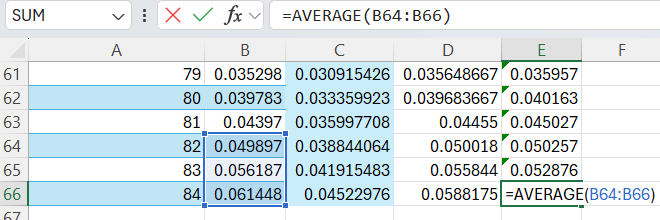 SUM fx =AVERAGE(B64:B66)
A B C D E F
61 79 0.035298 0.030915426 0.035648667 0.035957
62 80 0.039783 0.033359923 0.039683667 0.040163
63 81 0.04397 0.035997708 0.04455 0.045027
64 82 0.049897 0.038844064 0.050018 0.050257
65 83 0.056187 0.041915483 0.055844 0.052876
66 84 0.061448 0.04522976 0.0588175 =AVERAGE(B64:B66)
67